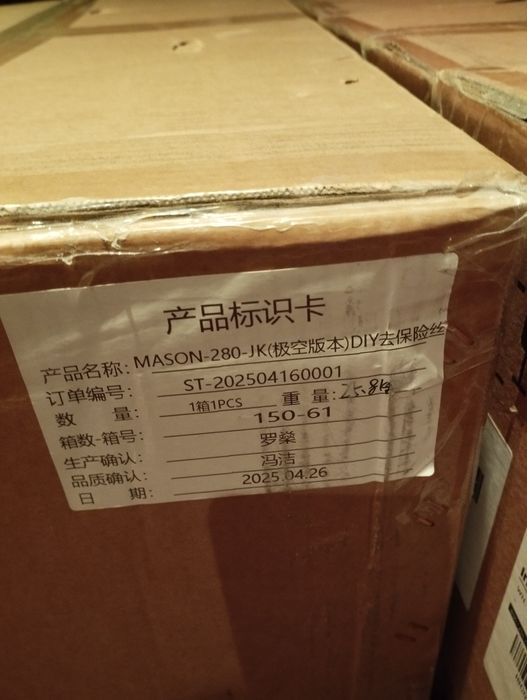 产品标识卡
产品名称: MASON-280-JK(极空版本)DIY去保险丝
订单编号: ST-202504160001
数 量: 1箱1PCS 重 量:
箱数-箱号: 150-61
生产确认: 罗燊
品质确认: 冯洁
日 期: 2025.04.26